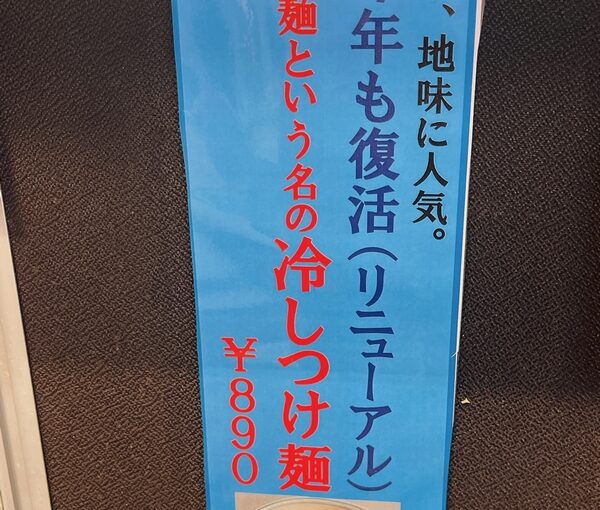 、地味に人気。
年も復活(リニューアル)
麺という名の冷しつけ麺
￥890